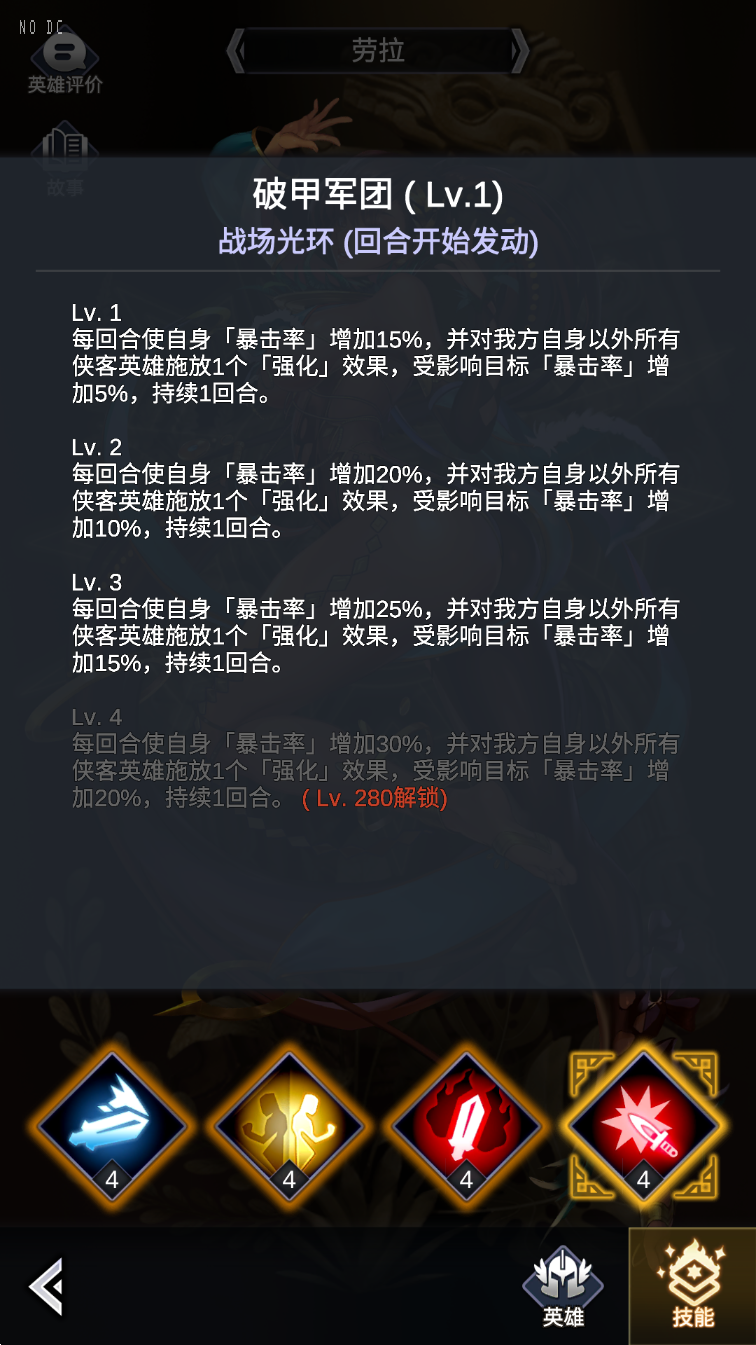 NO DC
劳拉
英雄评价
故事
破甲军团 ( Lv.1)
战场光环 (回合开始发动)
Lv. 1
每回合使自身「暴击率」增加15%，并对我方自身以外所有
侠客英雄施放1个「强化」效果，受影响目标「暴击率」增
加5%，持续1回合。
Lv. 2
每回合使自身「暴击率」增加20%，并对我方自身以外所有
侠客英雄施放1个「强化」效果，受影响目标「暴击率」增
加10%，持续1回合。
Lv. 3
每回合使自身「暴击率」增加25%，并对我方自身以外所有
侠客英雄施放1个「强化」效果，受影响目标「暴击率」增
加15%，持续1回合。
Lv. 4
每回合使自身「暴击率」增加30%，并对我方自身以外所有
侠客英雄施放1个「强化」效果，受影响目标「暴击率」增
加20%，持续1回合。 ( Lv. 280解锁)
4 4 4 4
英雄 技能